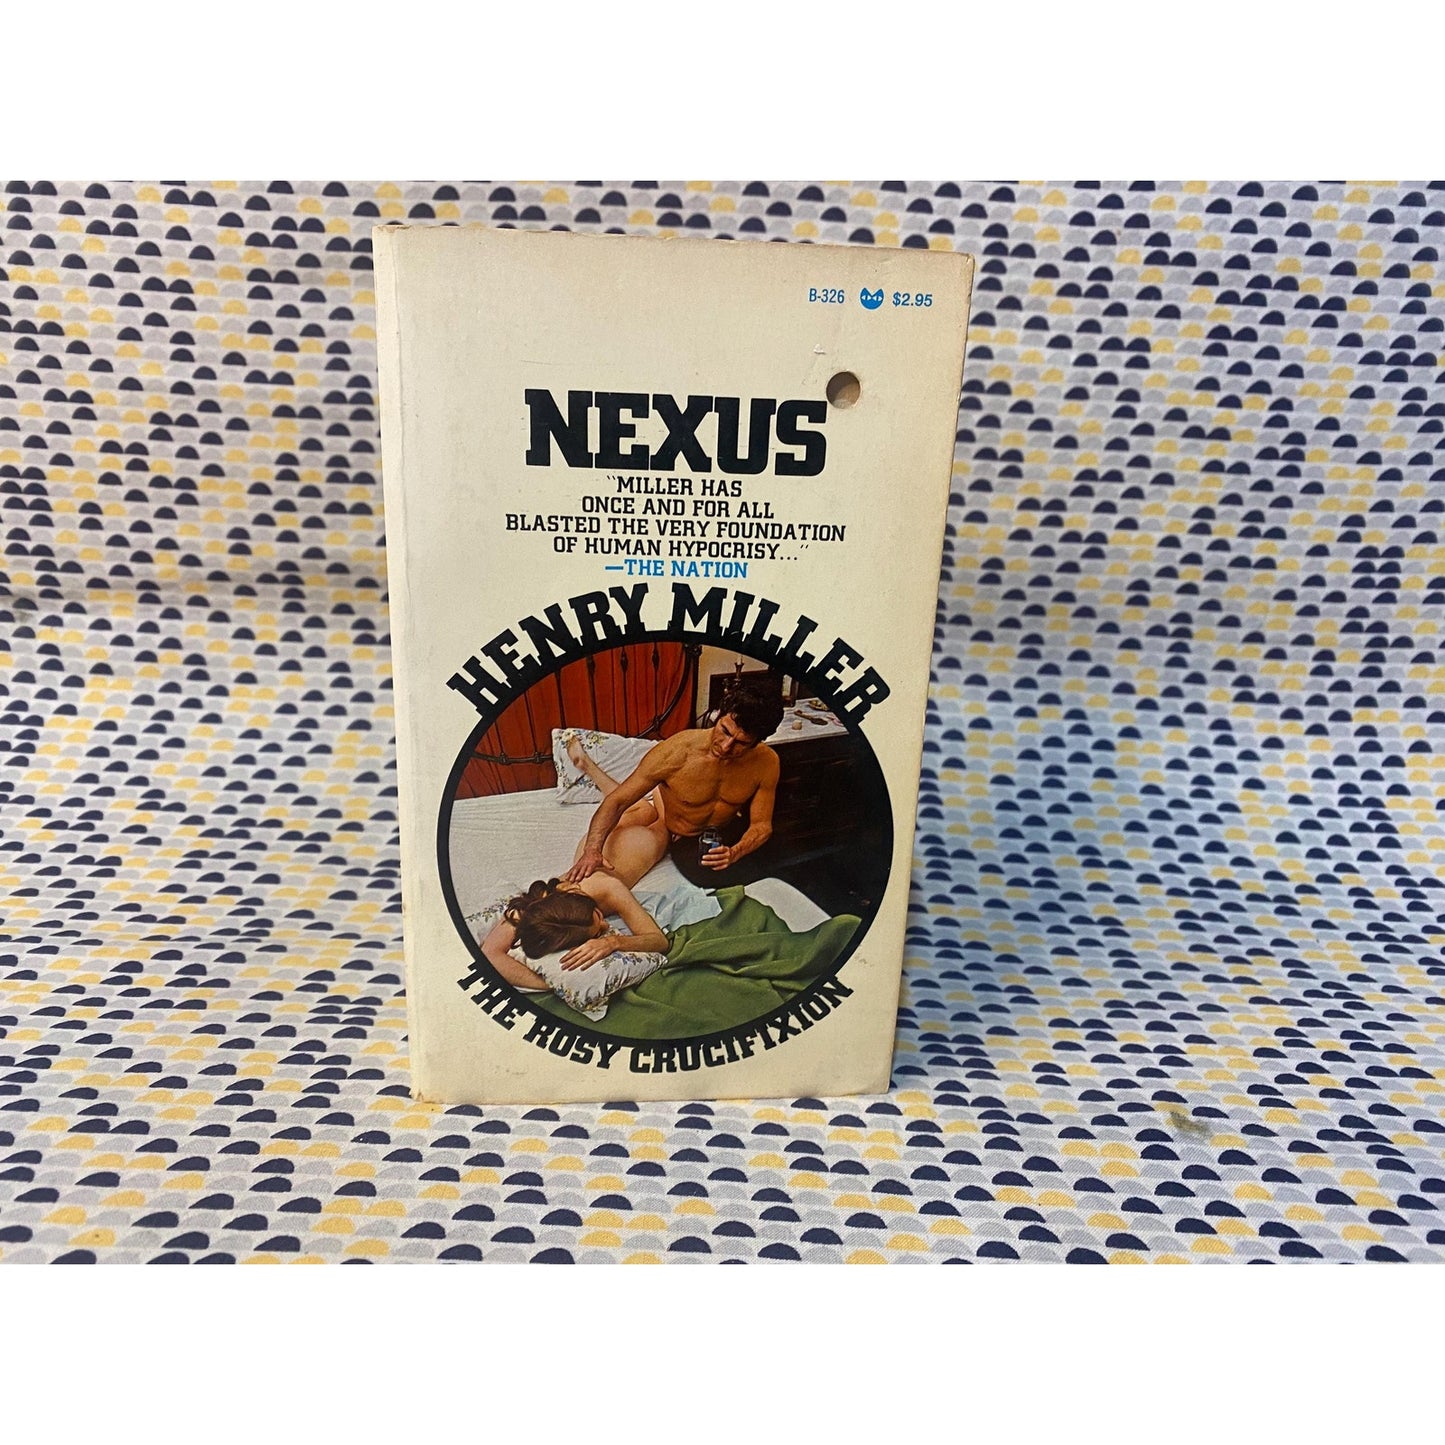 B-326 $2.95
NEXUS
"MILLER HAS
ONCE AND FOR ALL
BLASTED THE VERY FOUNDATION
OF HUMAN HYPOCRISY..."
—THE NATION
HENRY MILLER
THE ROSY CRUCIFIXION